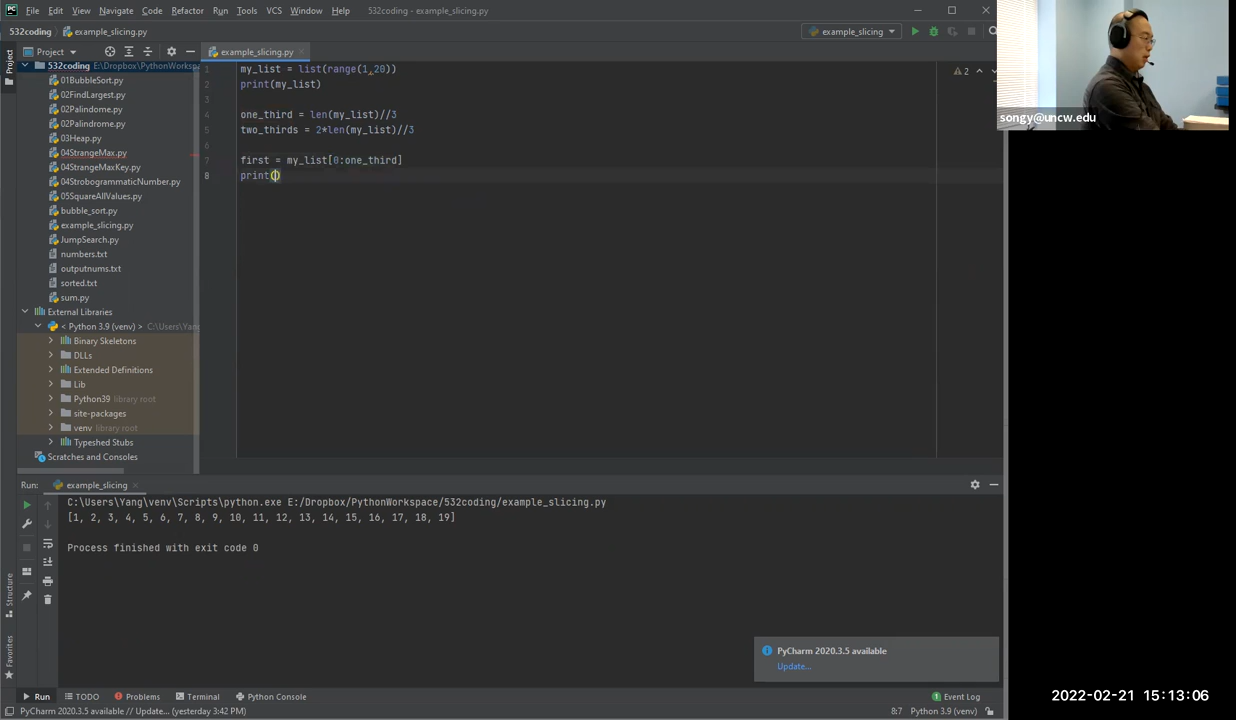 File Edit View Navigate Code Refactor Run Tools VCS Window Help 532coding - example_slicing.py
532coding example_slicing.py
example_slicing
Project
example_slicing.py
Project
532coding E:\Dropbox\PythonWorksp
01BubbleSort.py
02FindLargest.py
02Palindome.py
02Palindrome.py
03Heap.py
04StrangeMax.py
04StrangeMaxKey.py
04StrobogrammaticNumber.py
05SquareAllValues.py
bubble_sort.py
example_slicing.py
JumpSearch.py
numbers.txt
outputnums.txt
sorted.txt
sum.py
External Libraries
< Python 3.9 (venv) > C:\Users\Yang
Binary Skeletons
DLLs
Extended Definitions
Lib
Python39 library root
site-packages
venv library root
Typeshed Stubs
Scratches and Consoles
1 my_list = list(range(1,20))
2 print(my_list)
3
4 one_third = len(my_list)//3
5 two_thirds = 2*len(my_list)//3
6
7 first = my_list[0:one_third]
8 print()
2
songy@uncw.edu
Run: example_slicing
C:\Users\Yang\venv\Scripts\python.exe E:/Dropbox/PythonWorkspace/532coding/example_slicing.py
[1, 2, 3, 4, 5, 6, 7, 8, 9, 10, 11, 12, 13, 14, 15, 16, 17, 18, 19]
Process finished with exit code 0
Structure
Favorites
PyCharm 2020.3.5 available
Update...
Run TODO Problems Terminal Python Console Event Log
PyCharm 2020.3.5 available // Update... (yesterday 3:42 PM) 8:7 Python 3.9 (venv)
2022-02-21 15:13:06